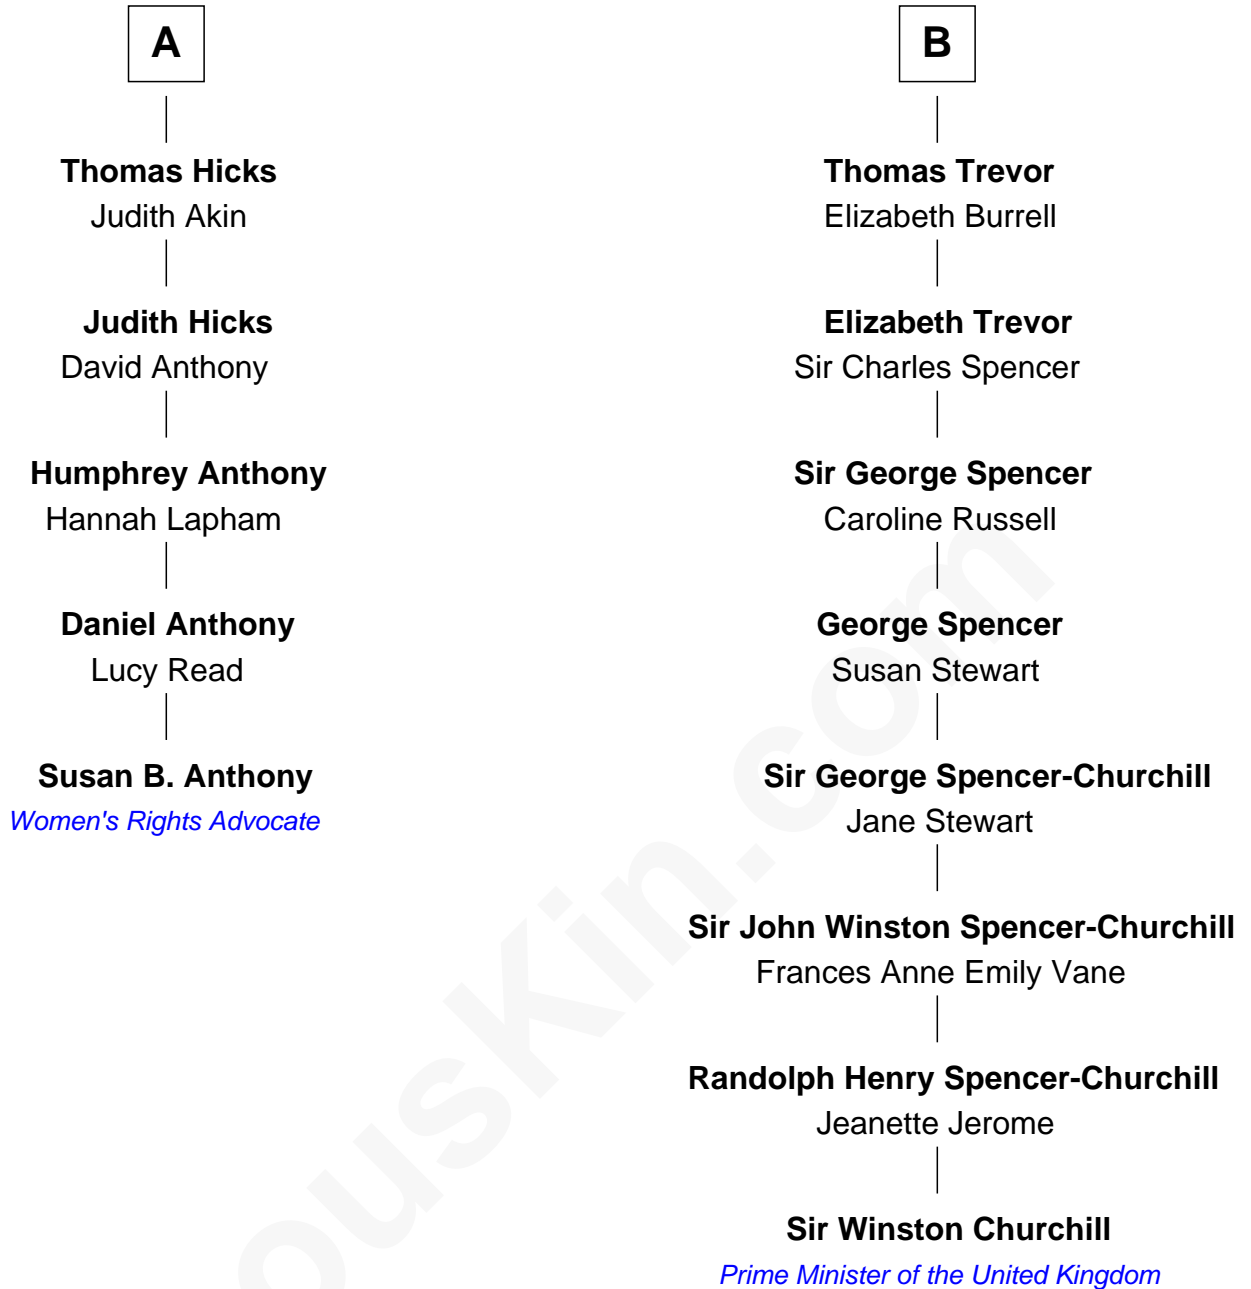 A
Thomas Hicks
Judith Akin
Judith Hicks
David Anthony
Humphrey Anthony
Hannah Lapham
Daniel Anthony
Lucy Read
Susan B. Anthony
Women's Rights Advocate
B
Thomas Trevor
Elizabeth Burrell
Elizabeth Trevor
Sir Charles Spencer
Sir George Spencer
Caroline Russell
George Spencer
Susan Stewart
Sir George Spencer-Churchill
Jane Stewart
Sir John Winston Spencer-Churchill
Frances Anne Emily Vane
Randolph Henry Spencer-Churchill
Jeanette Jerome
Sir Winston Churchill
Prime Minister of the United Kingdom
ousKin.com